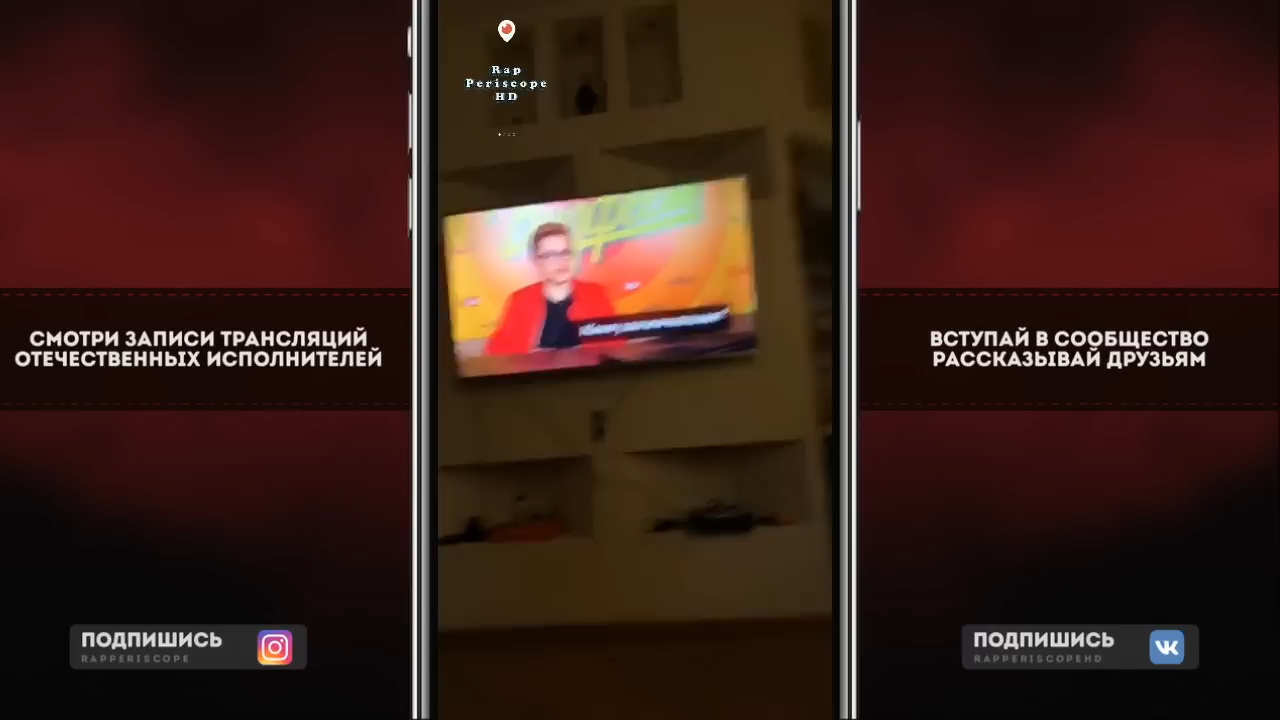 Rap
Periscope
HD
СМОТРИ ЗАПИСИ ТРАНСЛЯЦИЙ
ОТЕЧЕСТВЕННЫХ ИСПОЛНИТЕЛЕЙ
ВСТУПАЙ В СООБЩЕСТВО
РАССКАЗЫВАЙ ДРУЗЬЯМ
ПОДПИШИСЬ
RAPPERISCOPE
ПОДПИШИСЬ
RAPPERISCOPEHD